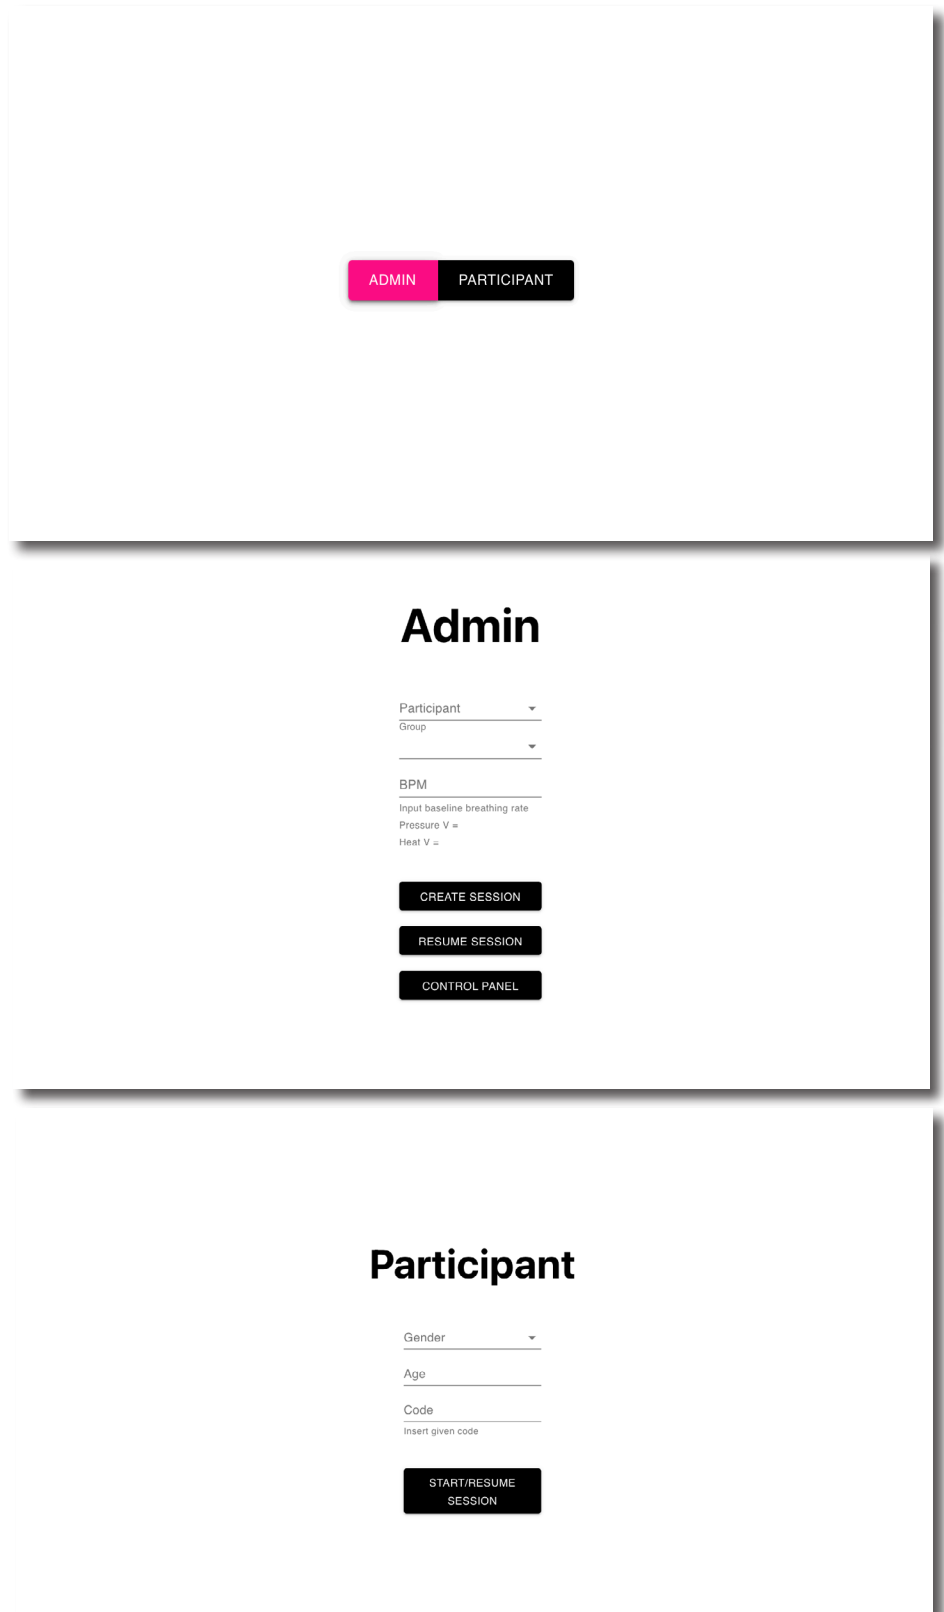 ADMIN PARTICIPANT
Admin
Participant
Group
BPM
Input baseline breathing rate
Pressure V =
Heat V =
CREATE SESSION
RESUME SESSION
CONTROL PANEL
Participant
Gender
Age
Code
Insert given code
START/RESUME
SESSION